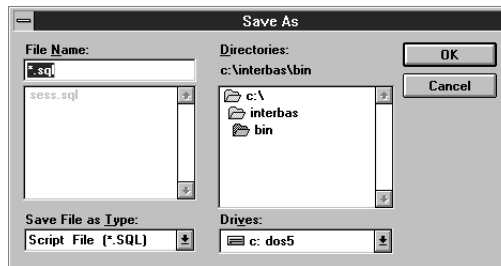 Save As
File Name:
*.sql
sess.sql
Save File as Type:
Script File (*.SQL)
Directories:
c:\interbas\bin
c:\
interbas
bin
Drives:
c: dos5
OK
Cancel